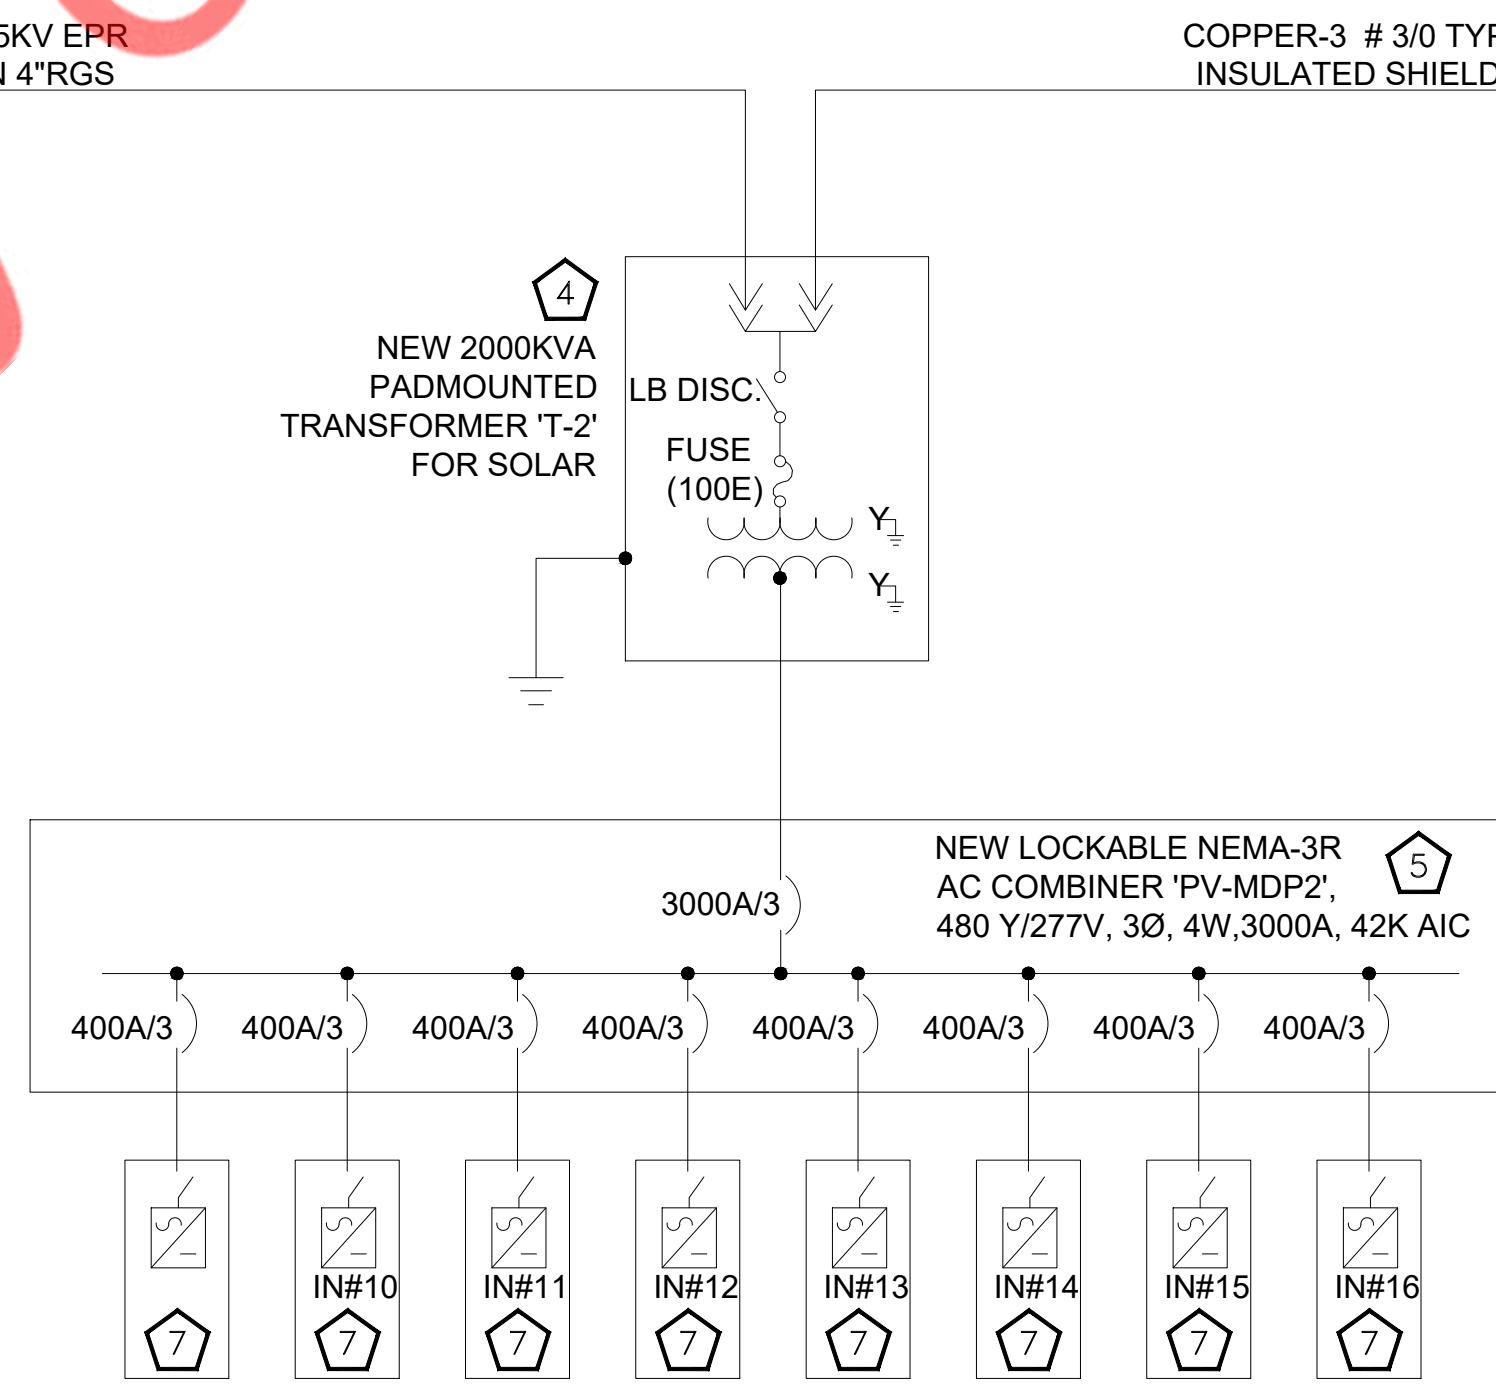 5KV EPR
4"RGS
COPPER-3 # 3/0 TYP
INSULATED SHIELD
4
NEW 2000KVA
PADMOUNTED
TRANSFORMER 'T-2'
FOR SOLAR
LB DISC.
FUSE
(100E)
Y
Y
NEW LOCKABLE NEMA-3R
AC COMBINER 'PV-MDP2',
480 Y/277V, 3Ø, 4W,3000A, 42K AIC
5
3000A/3
400A/3 400A/3 400A/3 400A/3 400A/3 400A/3 400A/3 400A/3
IN#10 IN#11 IN#12 IN#13 IN#14 IN#15 IN#16
7 7 7 7 7 7 7 7